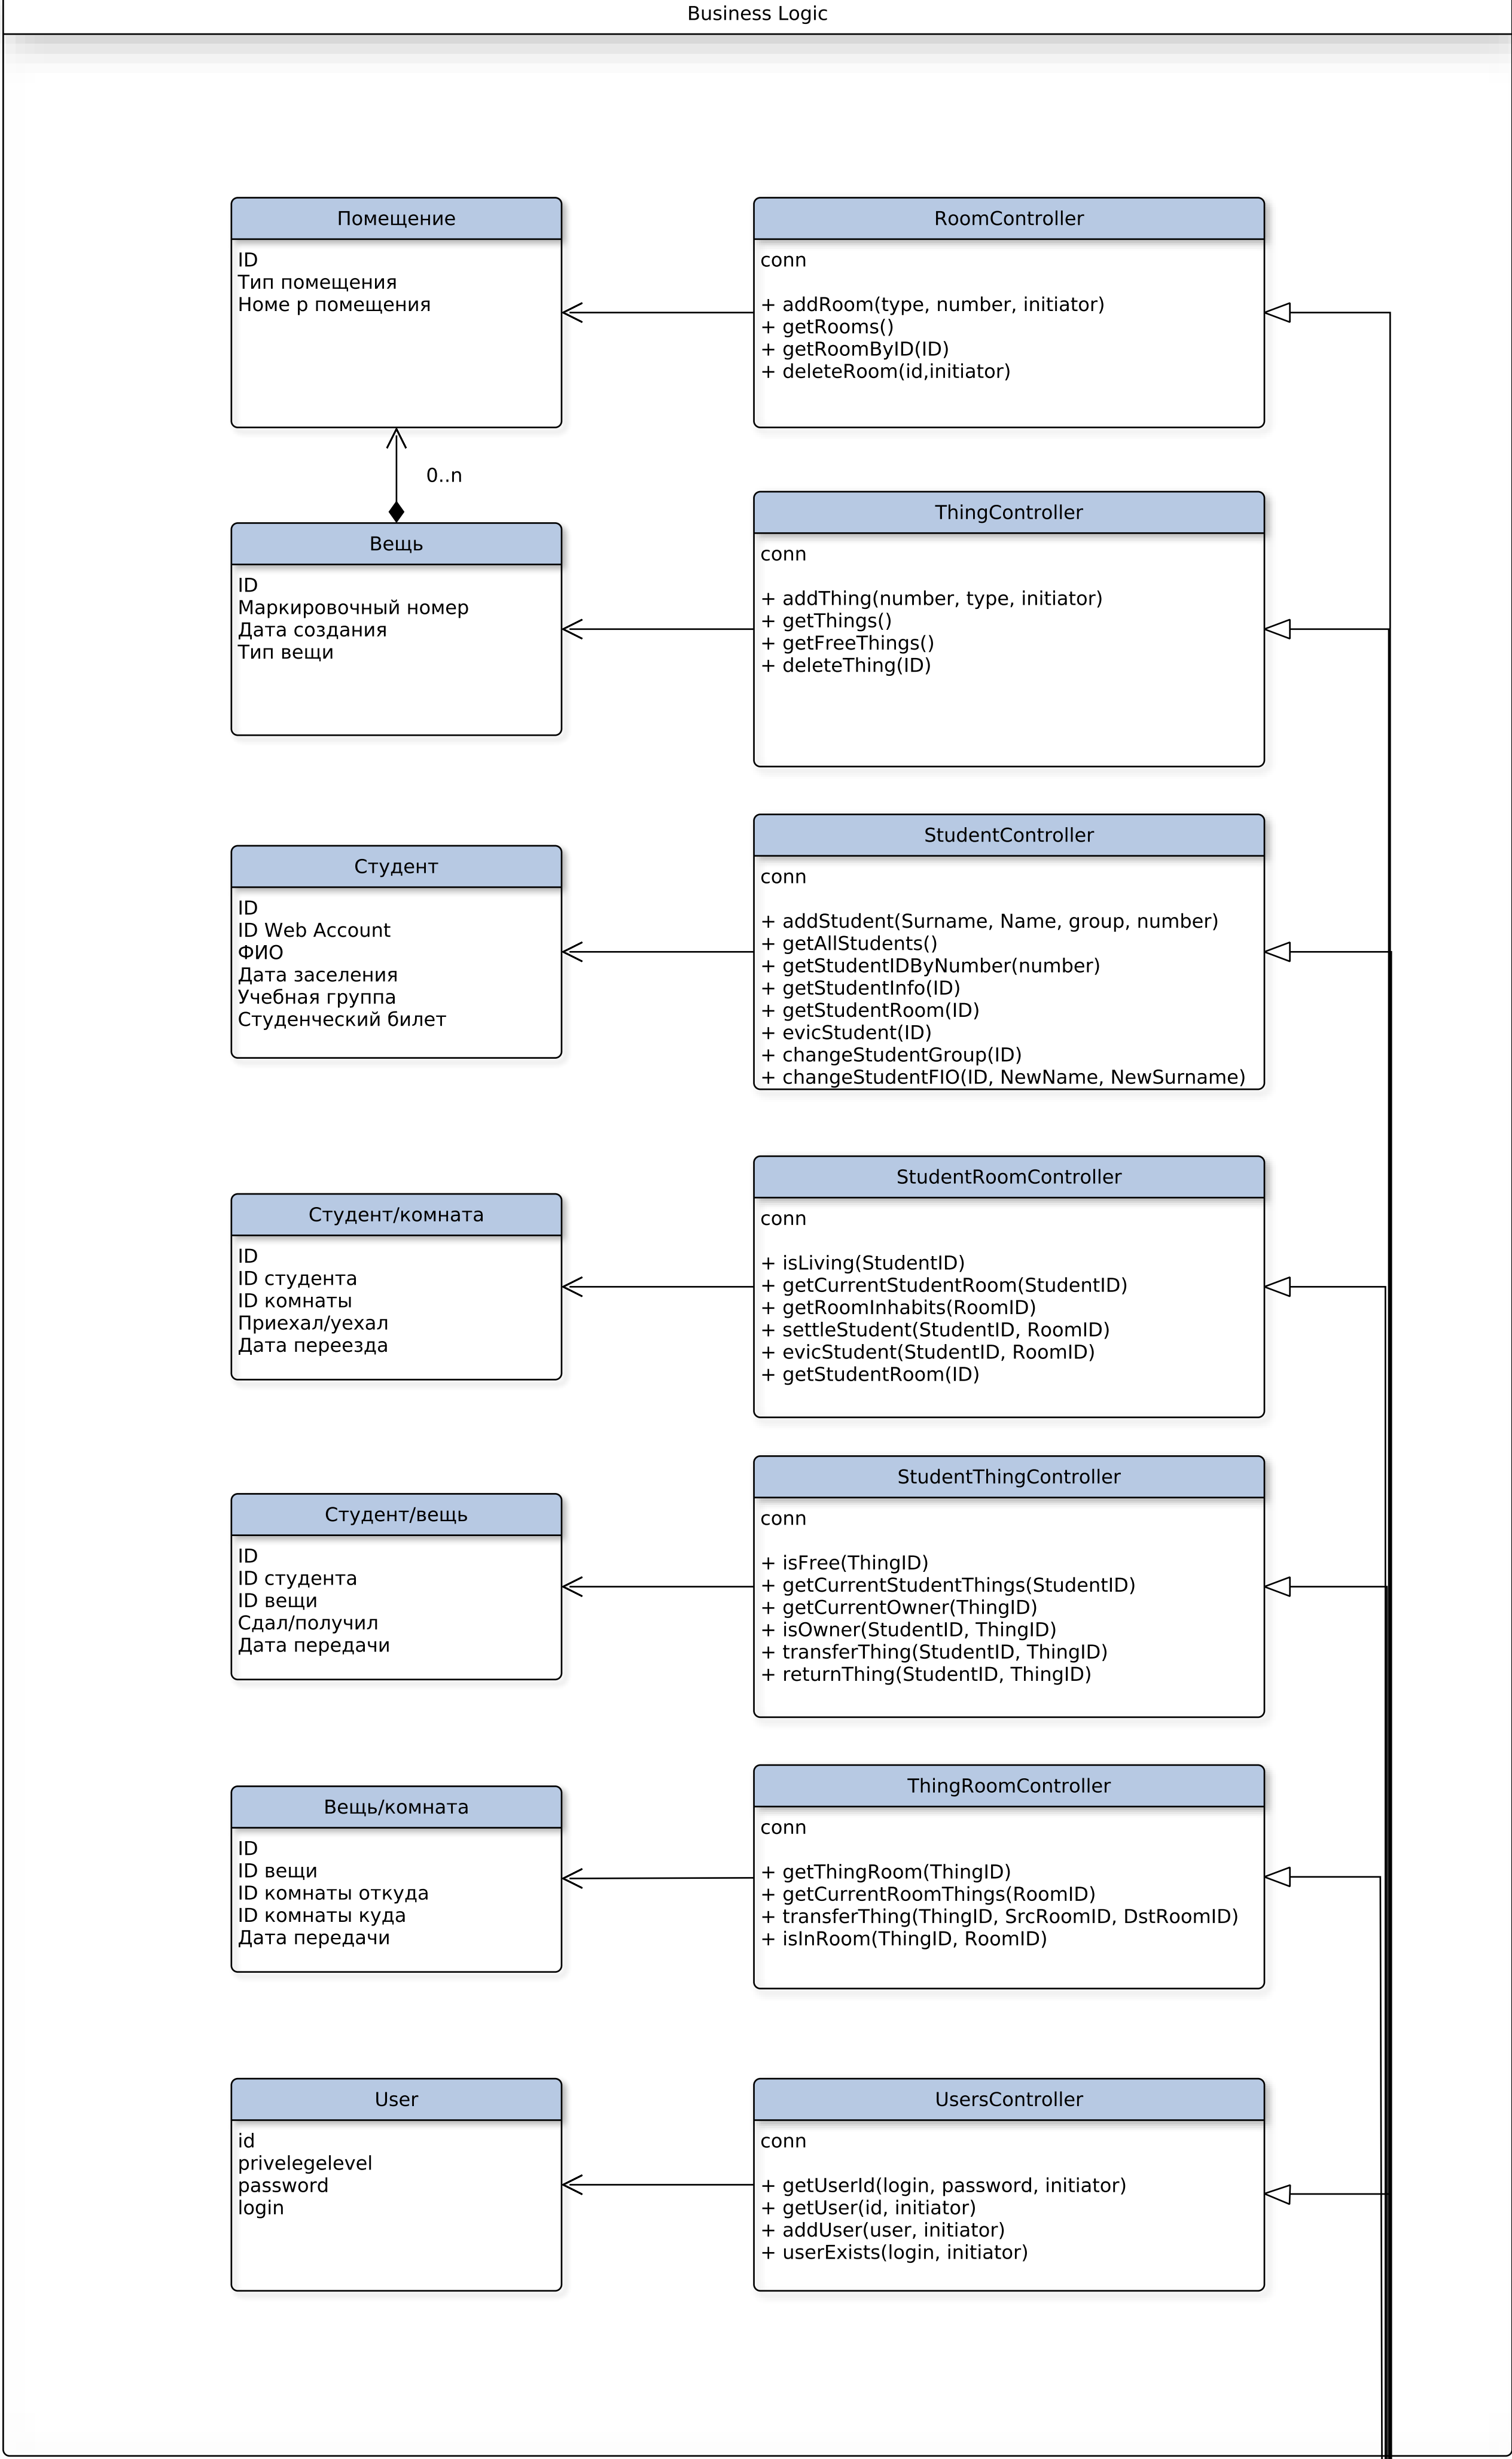 Business Logic
Помещение
ID
Тип помещения
Номе р помещения
RoomController
conn
+ addRoom(type, number, initiator)
+ getRooms()
+ getRoomByID(ID)
+ deleteRoom(id,initiator)
0..n
Вещь
ID
Маркировочный номер
Дата создания
Тип вещи
ThingController
conn
+ addThing(number, type, initiator)
+ getThings()
+ getFreeThings()
+ deleteThing(ID)
Студент
ID
ID Web Account
ФИО
Дата заселения
Учебная группа
Студенческий билет
StudentController
conn
+ addStudent(Surname, Name, group, number)
+ getAllStudents()
+ getStudentIDByNumber(number)
+ getStudentInfo(ID)
+ getStudentRoom(ID)
+ evicStudent(ID)
+ changeStudentGroup(ID)
+ changeStudentFIO(ID, NewName, NewSurname)
Студент/комната
ID
ID студента
ID комнаты
Приехал/уехал
Дата переезда
StudentRoomController
conn
+ isLiving(StudentID)
+ getCurrentStudentRoom(StudentID)
+ getRoomInhabits(RoomID)
+ settleStudent(StudentID, RoomID)
+ evicStudent(StudentID, RoomID)
+ getStudentRoom(ID)
Студент/вещь
ID
ID студента
ID вещи
Сдал/получил
Дата передачи
StudentThingController
conn
+ isFree(ThingID)
+ getCurrentStudentThings(StudentID)
+ getCurrentOwner(ThingID)
+ isOwner(StudentID, ThingID)
+ transferThing(StudentID, ThingID)
+ returnThing(StudentID, ThingID)
Вещь/комната
ID
ID вещи
ID комнаты откуда
ID комнаты куда
Дата передачи
ThingRoomController
conn
+ getThingRoom(ThingID)
+ getCurrentRoomThings(RoomID)
+ transferThing(ThingID, SrcRoomID, DstRoomID)
+ isInRoom(ThingID, RoomID)
User
id
privelegelevel
password
login
UsersController
conn
+ getUserId(login, password, initiator)
+ getUser(id, initiator)
+ addUser(user, initiator)
+ userExists(login, initiator)